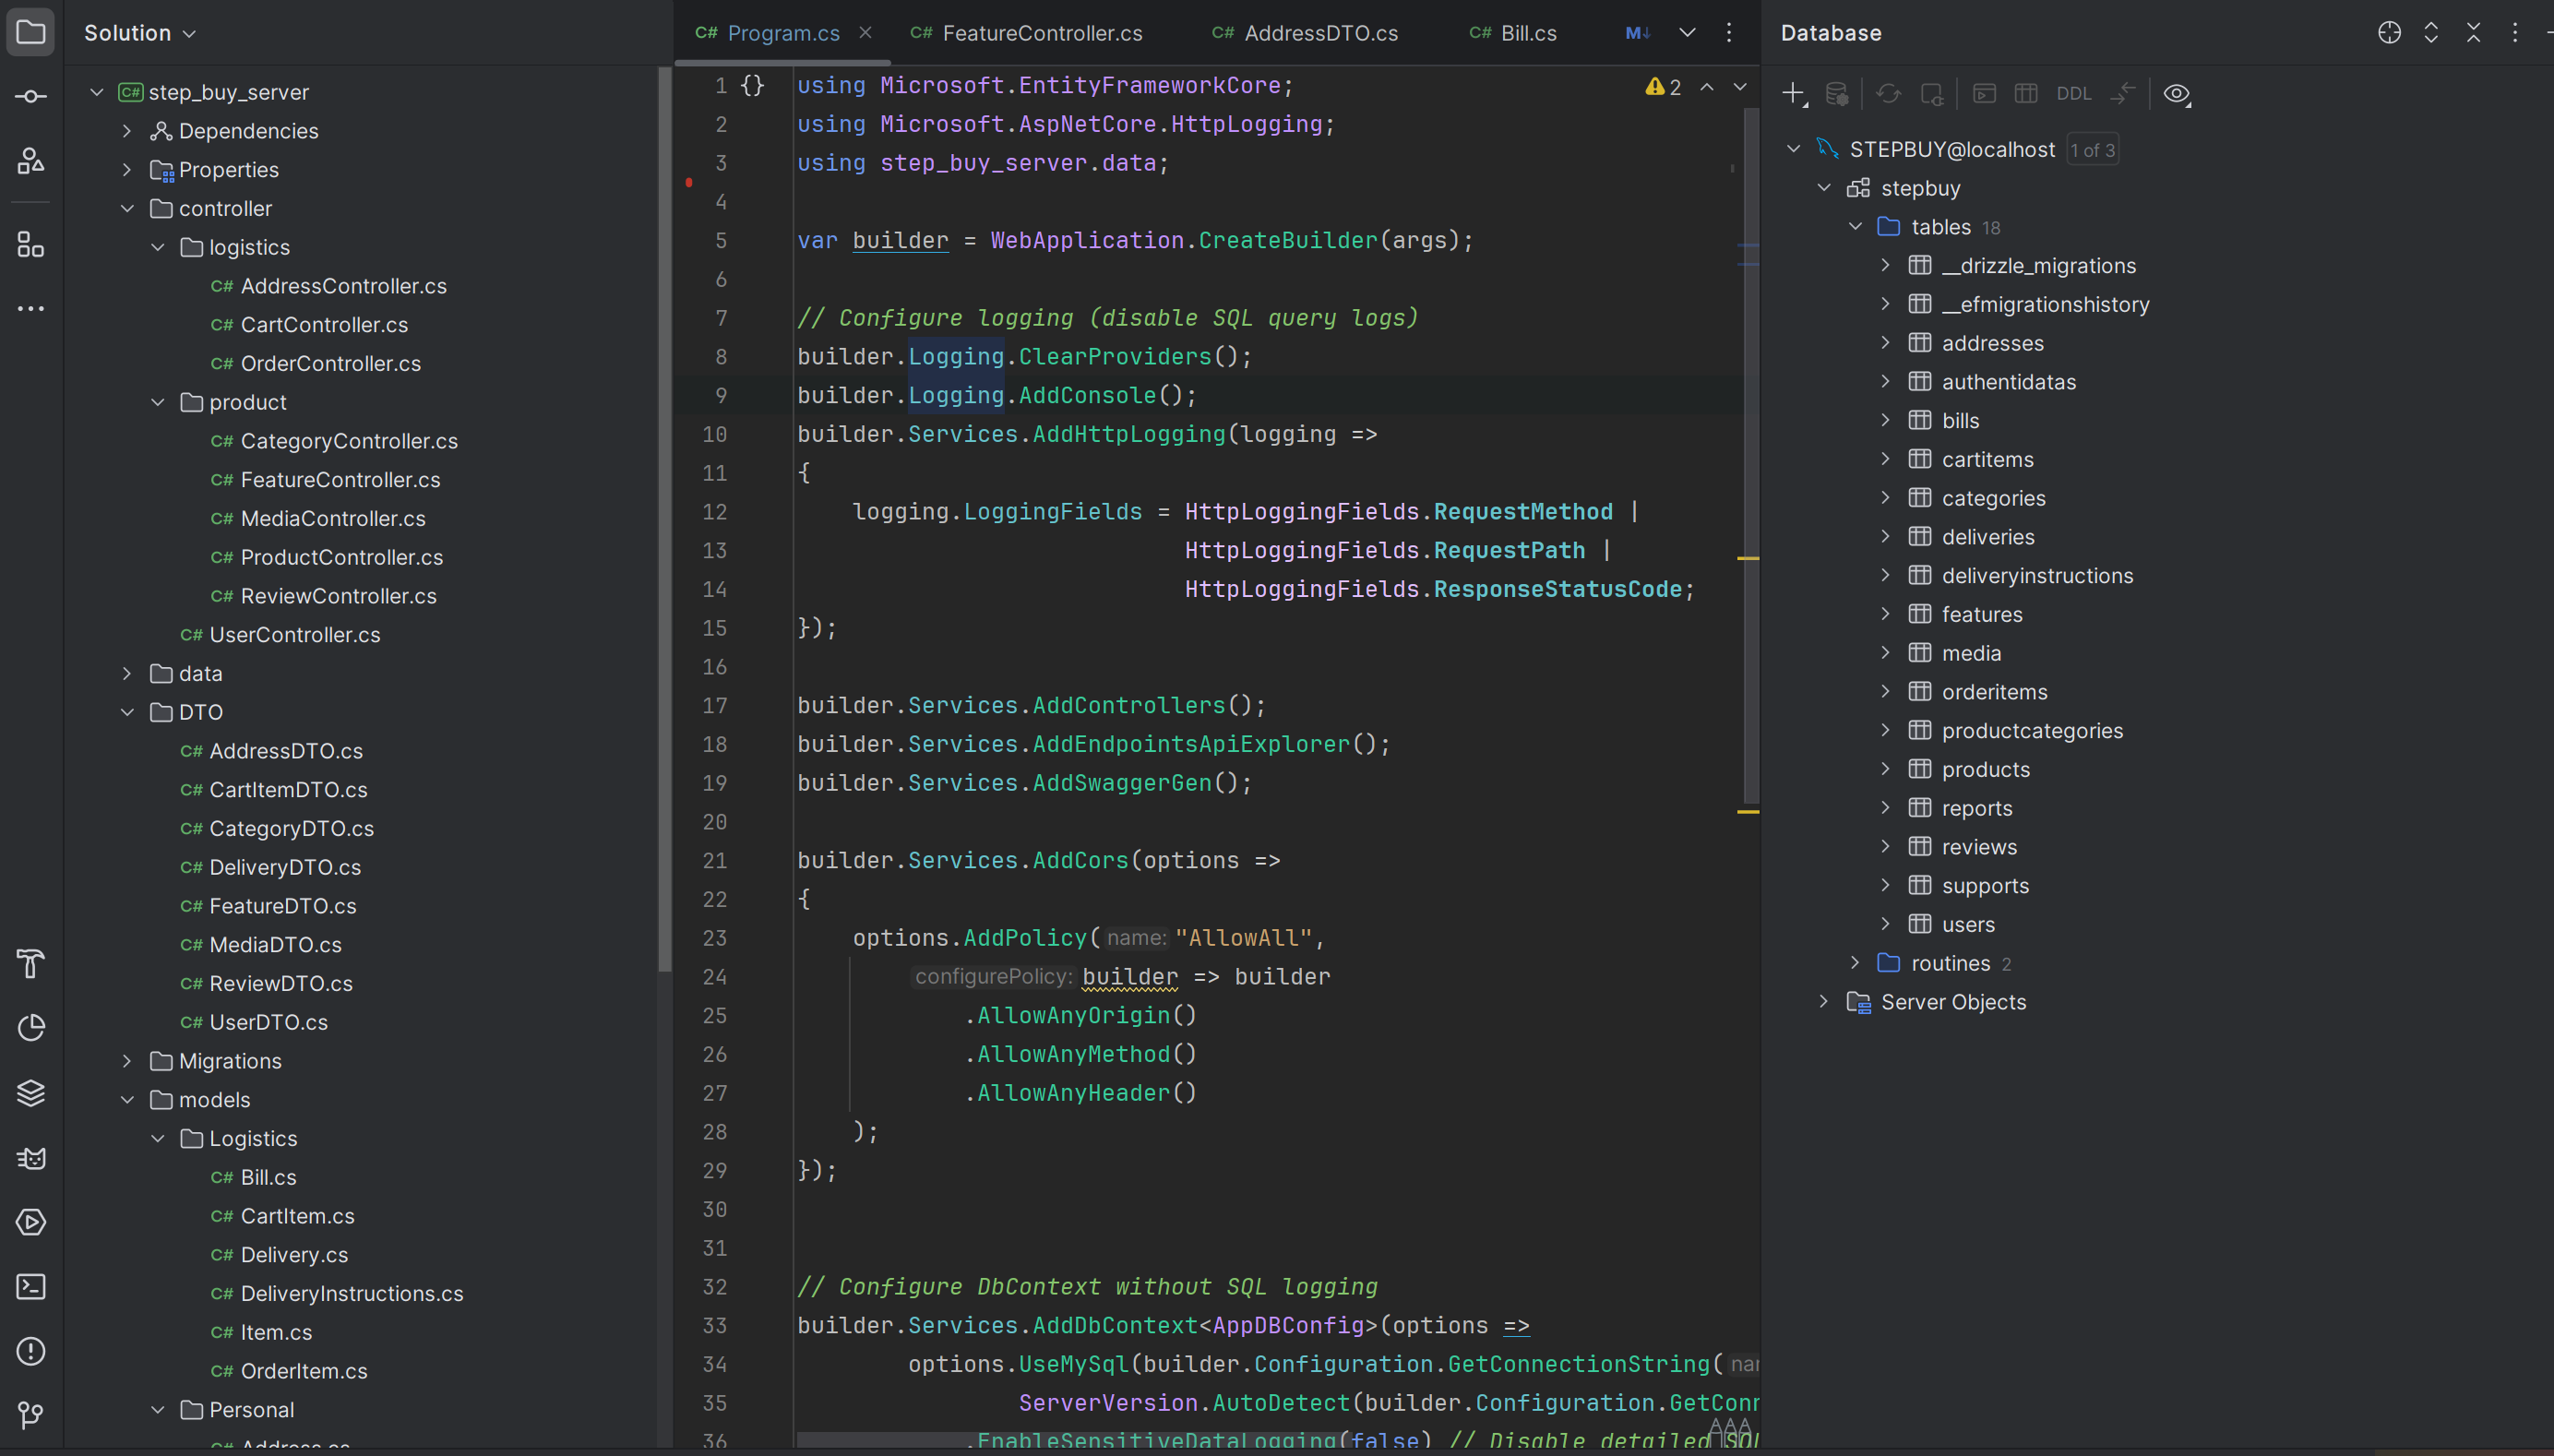 Solution
step_buy_server
Dependencies
Properties
controller
logistics
C# AddressController.cs
C# CartController.cs
C# OrderController.cs
product
C# CategoryController.cs
C# FeatureController.cs
C# MediaController.cs
C# ProductController.cs
C# ReviewController.cs
C# UserController.cs
data
DTO
C# AddressDTO.cs
C# CartItemDTO.cs
C# CategoryDTO.cs
C# DeliveryDTO.cs
C# FeatureDTO.cs
C# MediaDTO.cs
C# ReviewDTO.cs
C# UserDTO.cs
Migrations
models
Logistics
C# Bill.cs
C# CartItem.cs
C# Delivery.cs
C# DeliveryInstructions.cs
C# Item.cs
C# OrderItem.cs
Personal
C# Address.cs
C# Program.cs C# FeatureController.cs C# AddressDTO.cs C# Bill.cs M↓
2
1 {} using Microsoft.EntityFrameworkCore;
2 using Microsoft.AspNetCore.HttpLogging;
3 using step_buy_server.data;
4
5 var builder = WebApplication.CreateBuilder(args);
6
7 // Configure logging (disable SQL query logs)
8 builder.Logging.ClearProviders();
9 builder.Logging.AddConsole();
10 builder.Services.AddHttpLogging(logging =>
11 {
12 logging.LoggingFields = HttpLoggingFields.RequestMethod |
13 HttpLoggingFields.RequestPath |
14 HttpLoggingFields.ResponseStatusCode;
15 });
16
17 builder.Services.AddControllers();
18 builder.Services.AddEndpointsApiExplorer();
19 builder.Services.AddSwaggerGen();
20
21 builder.Services.AddCors(options =>
22 {
23 options.AddPolicy( name: "AllowAll",
24 configurePolicy: builder => builder
25 .AllowAnyOrigin()
26 .AllowAnyMethod()
27 .AllowAnyHeader()
28 );
29 });
30
31
32 // Configure DbContext without SQL logging
33 builder.Services.AddDbContext<AppDBConfig>(options =>
34 options.UseMySql(builder.Configuration.GetConnectionString(
35 ServerVersion.AutoDetect(builder.Configuration.GetConn
36 .EnableSensitiveDataLogging(false) // Disable detailed SQL
Database
DDL
STEPBUY@localhost 1 of 3
stepbuy
tables 18
__drizzle_migrations
__efmigrationshistory
addresses
authentidatas
bills
cartitems
categories
deliveries
deliveryinstructions
features
media
orderitems
productcategories
products
reports
reviews
supports
users
routines 2
Server Objects